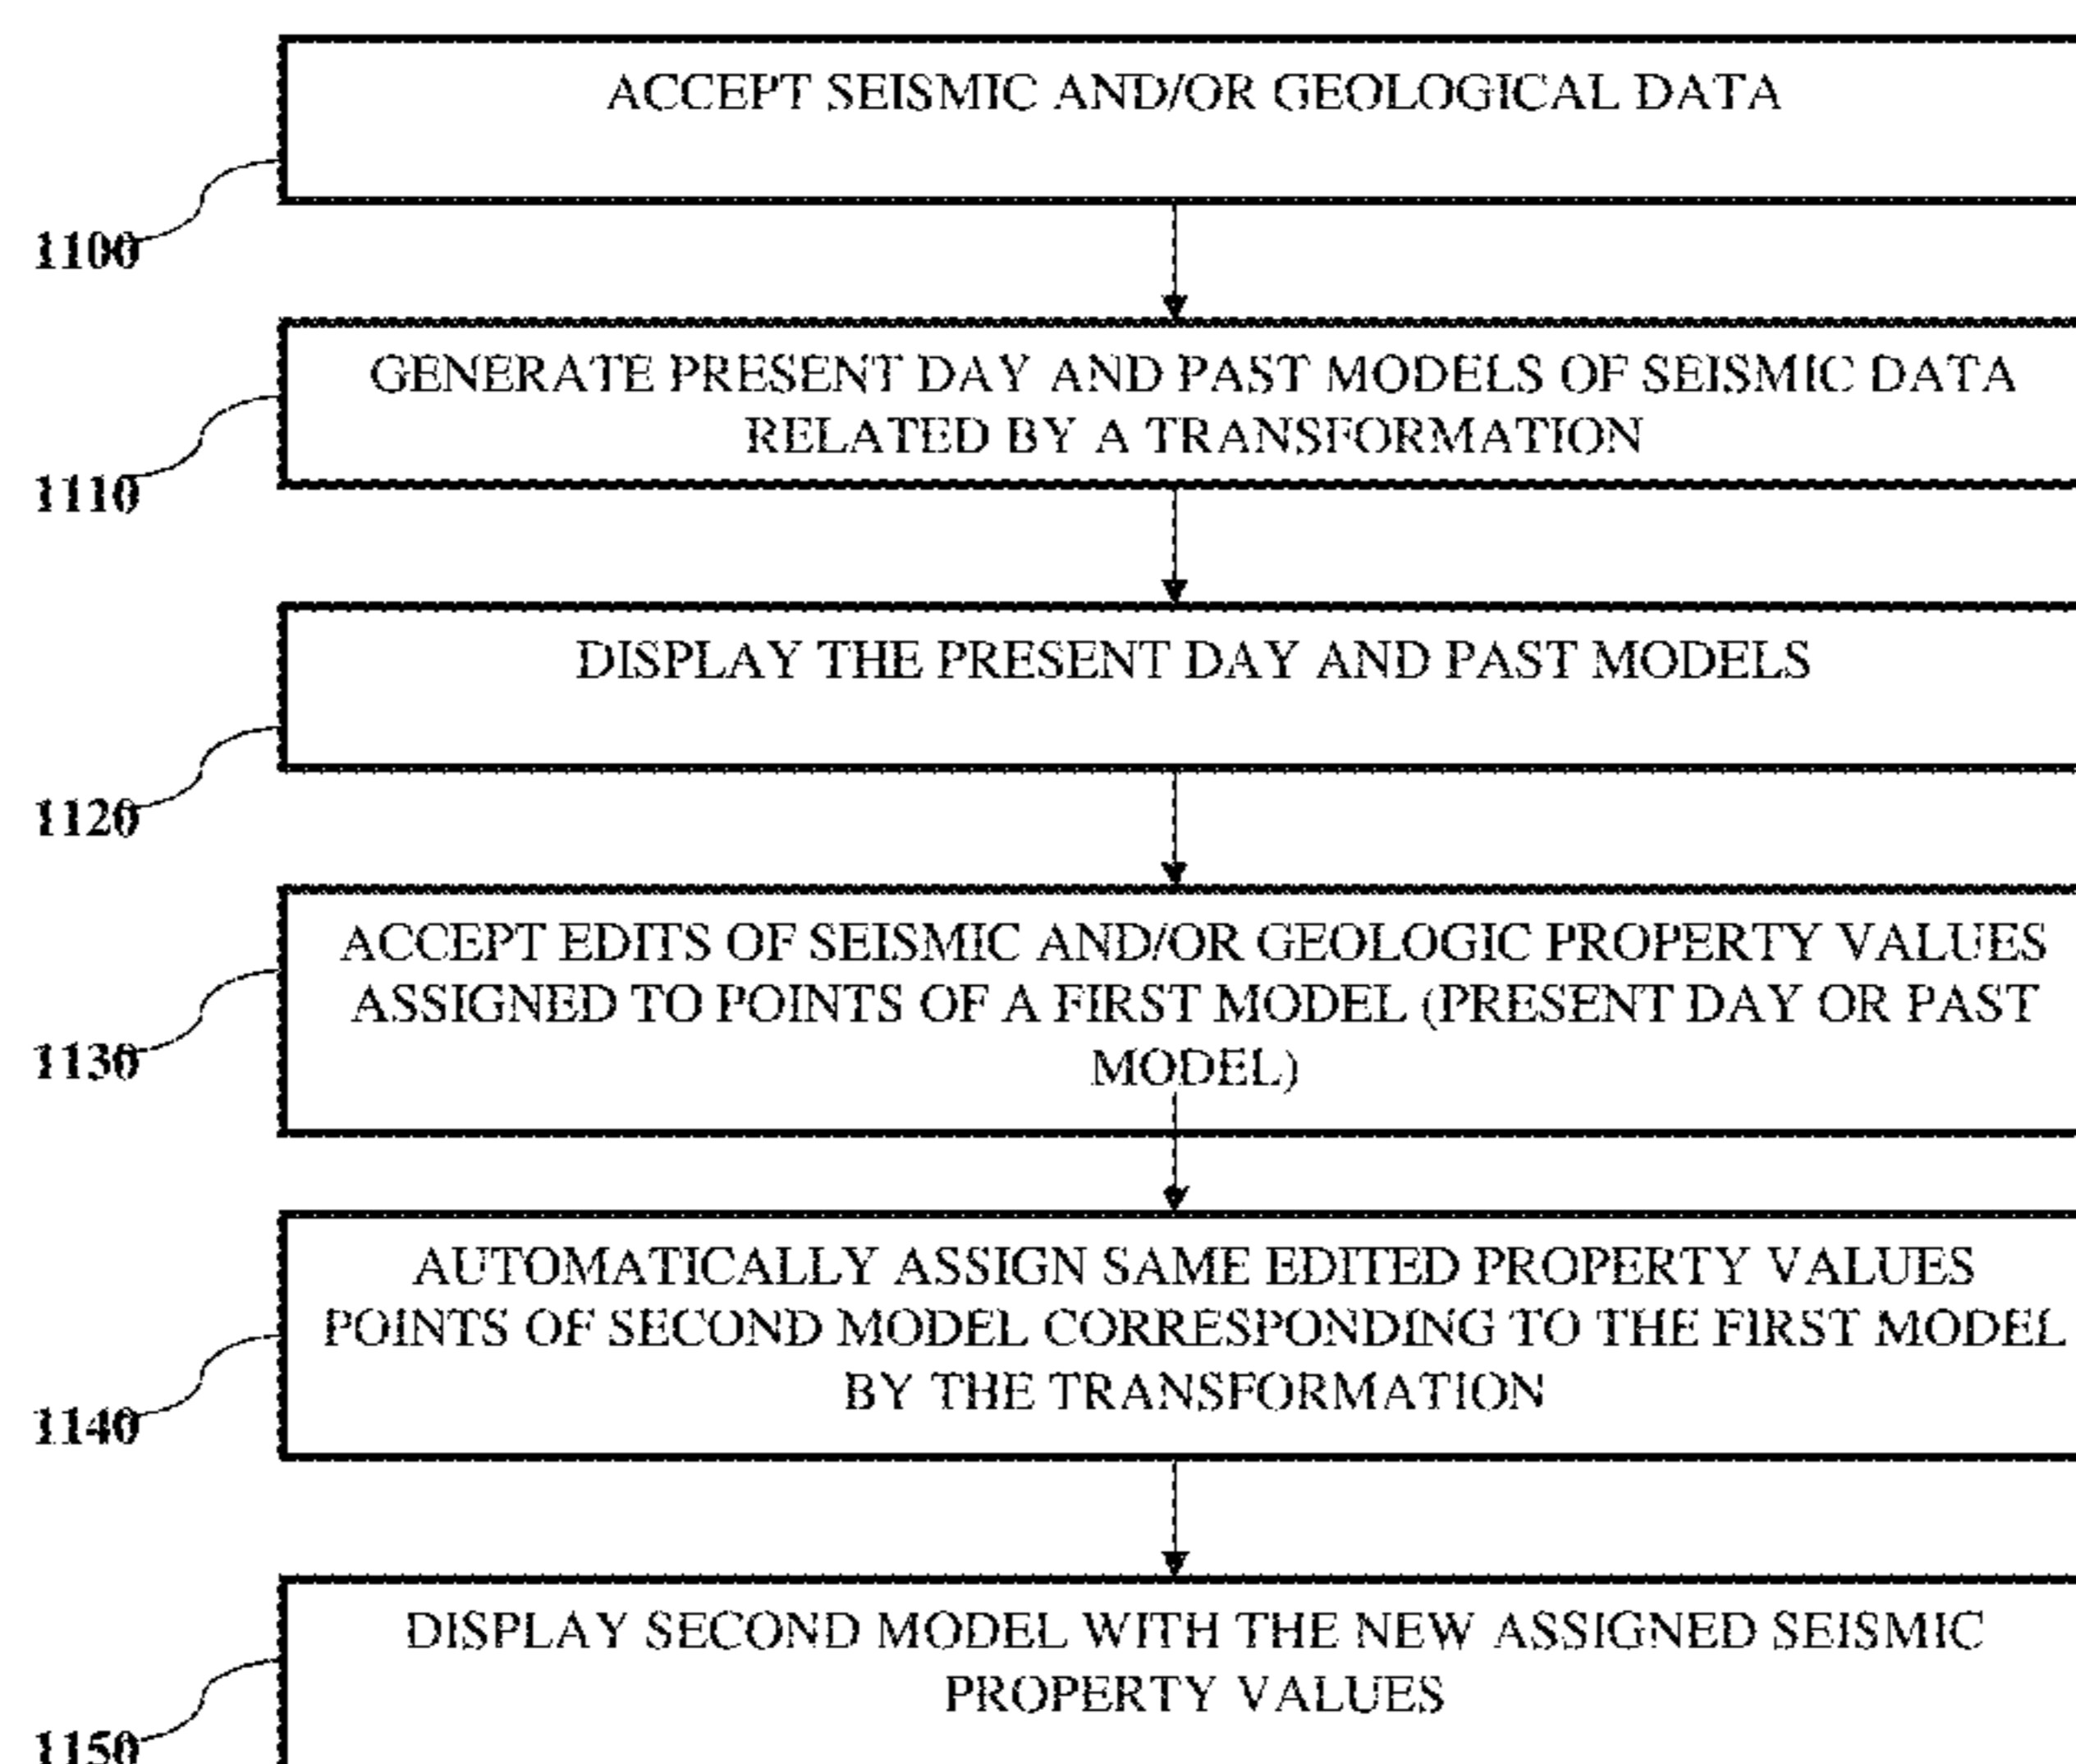 ACCEPT SEISMIC AND/OR GEOLOGICAL DATA
1100
GENERATE PRESENT DAY AND PAST MODELS OF SEISMIC DATA
RELATED BY A TRANSFORMATION
1110
DISPLAY THE PRESENT DAY AND PAST MODELS
1120
ACCEPT EDITS OF SEISMIC AND/OR GEOLOGIC PROPERTY VALUES
ASSIGNED TO POINTS OF A FIRST MODEL (PRESENT DAY OR PAST
MODEL)
1130
AUTOMATICALLY ASSIGN SAME EDITED PROPERTY VALUES
POINTS OF SECOND MODEL CORRESPONDING TO THE FIRST MODEL
BY THE TRANSFORMATION
1140
DISPLAY SECOND MODEL WITH THE NEW ASSIGNED SEISMIC
PROPERTY VALUES
1150